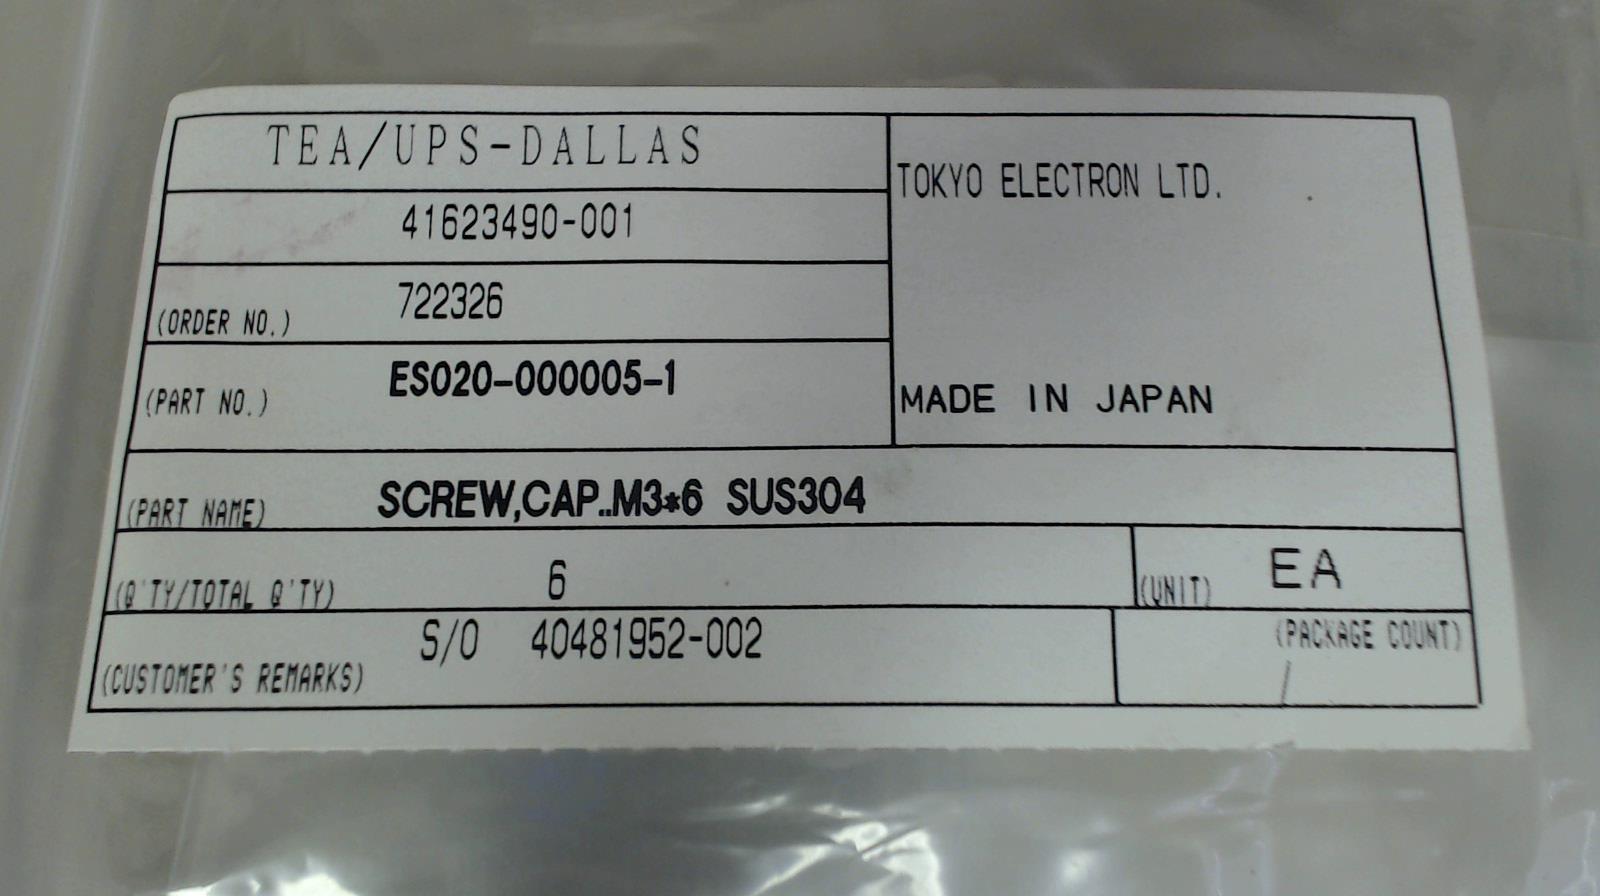 TEA/UPS-DALLAS
TOKYO ELECTRON LTD.
41623490-001
(ORDER NO.) 722326
(PART NO.) ES020-000005-1
MADE IN JAPAN
(PART NAME) SCREW,CAP..M3*6 SUS304
(Q'TY/TOTAL Q'TY) 6 (UNIT) EA
(CUSTOMER'S REMARKS) S/O 40481952-002 (PACKAGE COUNT)
/